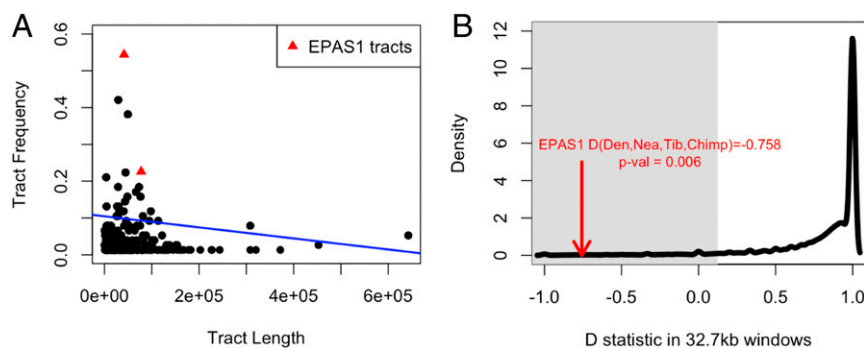 A
Tract Frequency
0.6
0.4
0.2
0.0
EPAS1 tracts
0e+00 2e+05 4e+05 6e+05
Tract Length
B
Density
12
10
8
6
4
2
0
EPAS1 D(Den,Nea,Tib,Chimp)=-0.758
p-val = 0.006
-1.0 -0.5 0.0 0.5 1.0
D statistic in 32.7kb windows